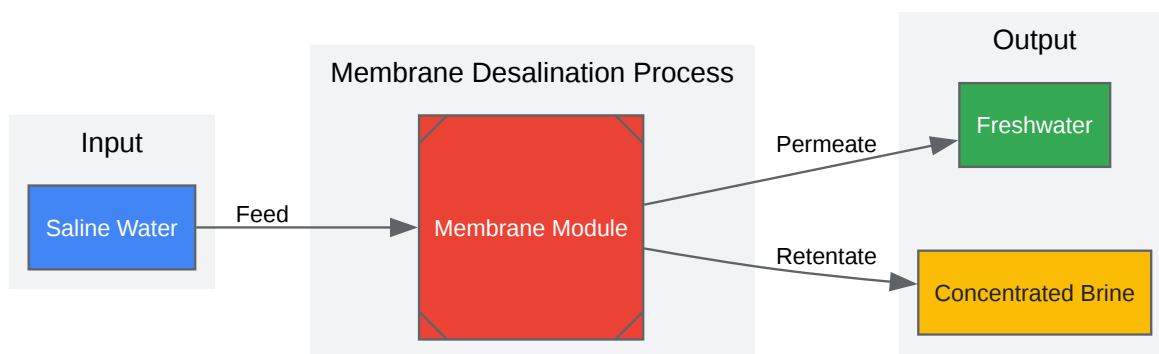 Input
Saline Water
Feed
Membrane Desalination Process
Membrane Module
Permeate
Retentate
Output
Freshwater
Concentrated Brine